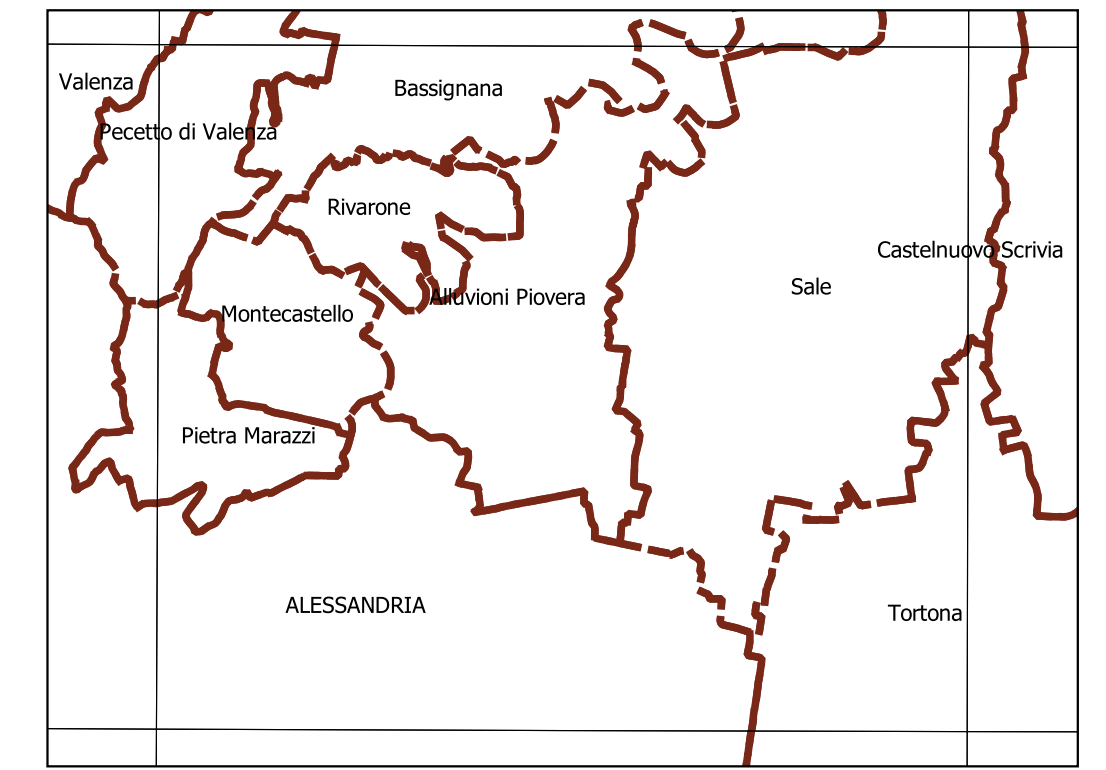 Valenza
Bassignana
Pecetto di Valenza
Rivarone
Castelnuovo Scrivia
Sale
Alluvioni Piovera
Montecastello
Pietra Marazzi
ALESSANDRIA
Tortona